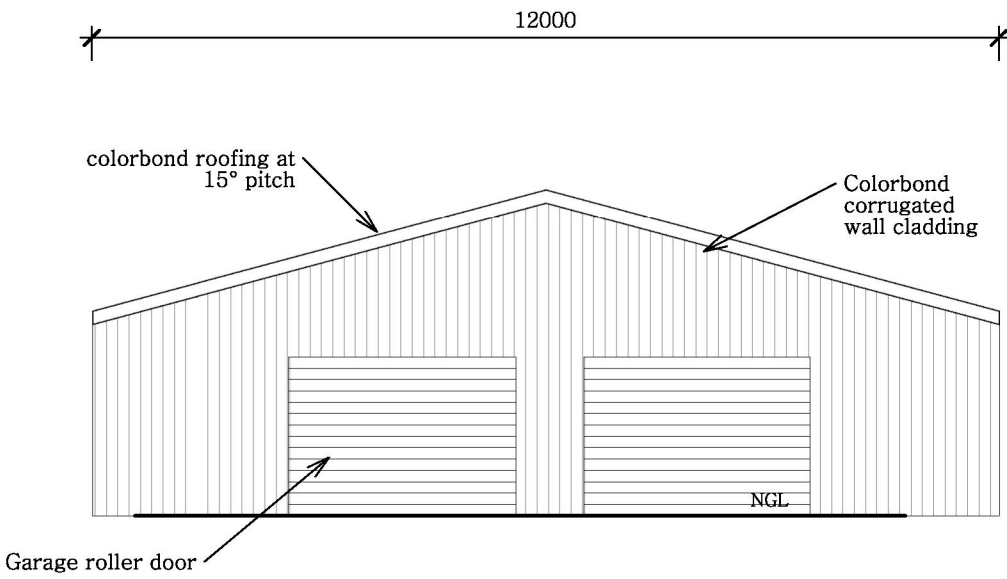 12000
colorbond roofing at
15° pitch
Colorbond
corrugated
wall cladding
NGL
Garage roller door